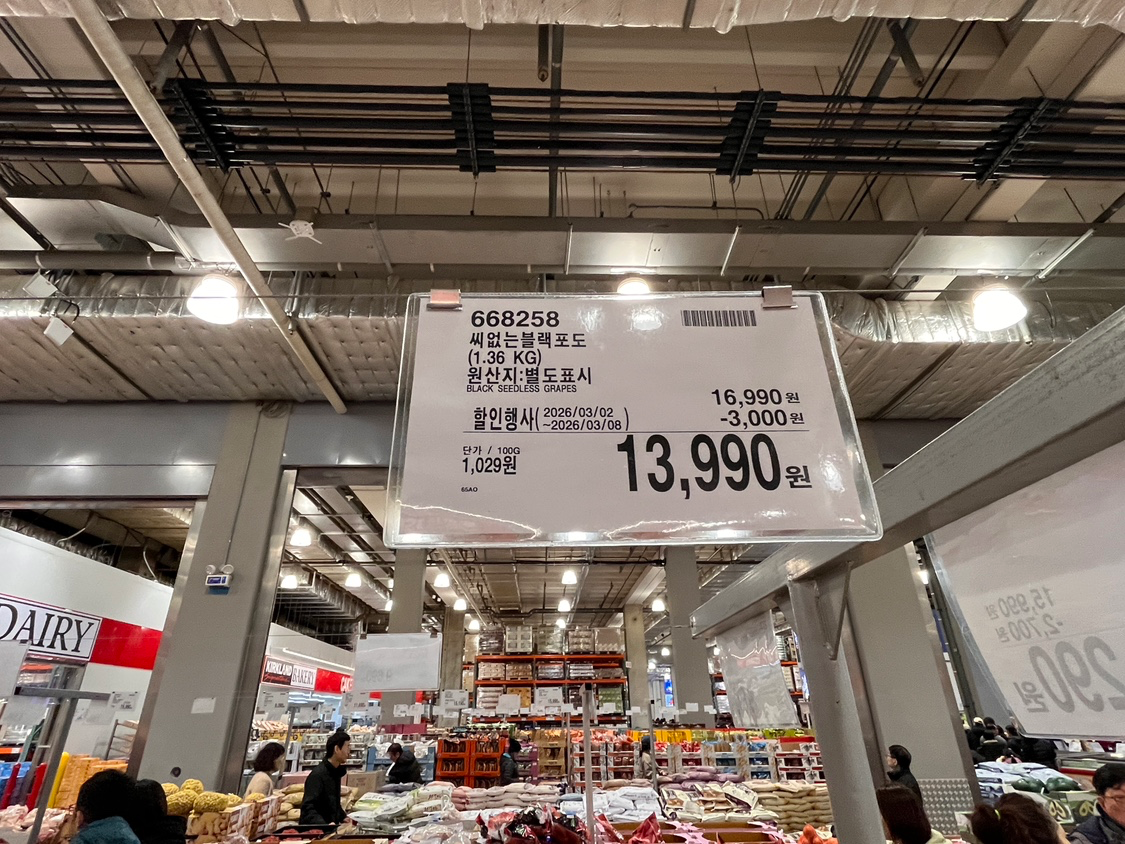 668258
씨없는블랙포도
(1.36 KG)
원산지:별도표시
BLACK SEEDLESS GRAPES
16,990 원
할인행사( 2026/03/02
~2026/03/08 )
-3,000 원
단가 / 100G
1,029원
13,990 원
65AO
DAIRY
KIRKLAND BAKERY
15,990 원
-2,700 원
290 원